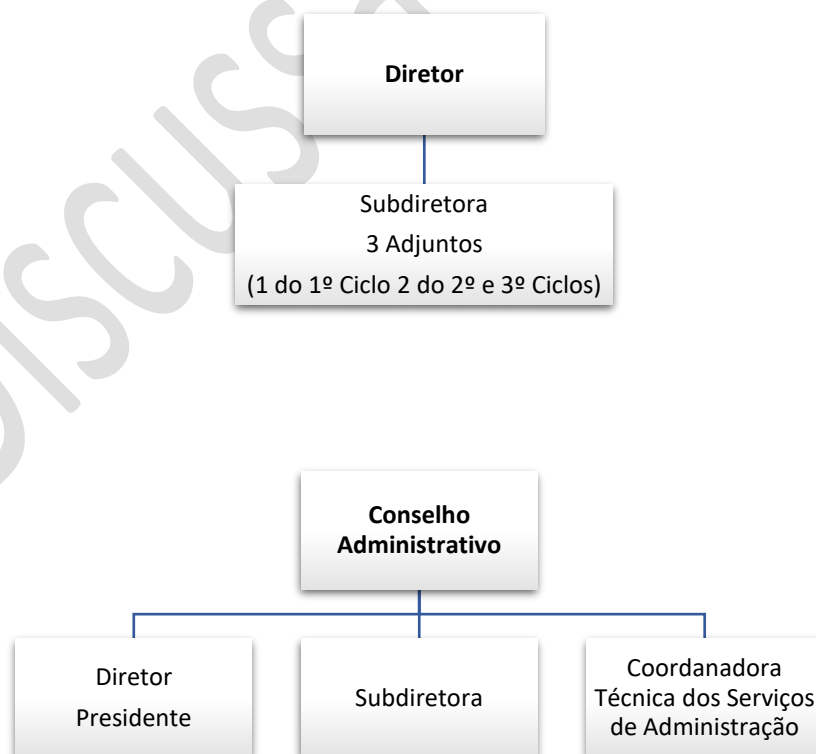 Diretor
Subdiretora
3 Adjuntos
(1 do 1º Ciclo 2 do 2º e 3º Ciclos)
Conselho
Administrativo
Diretor
Presidente
Subdiretora
Coordanadora
Técnica dos Serviços
de Administração